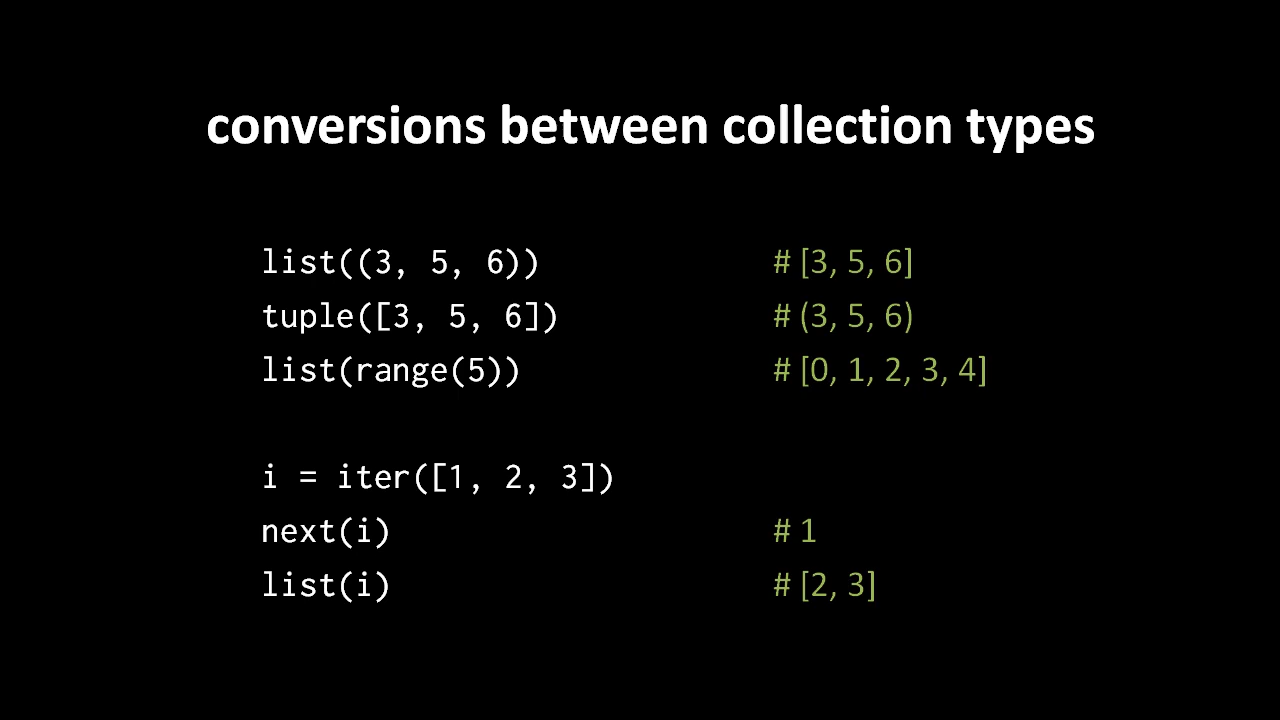 conversions between collection types
list((3, 5, 6)) # [3, 5, 6]
tuple([3, 5, 6]) # (3, 5, 6)
list(range(5)) # [0, 1, 2, 3, 4]
i = iter([1, 2, 3])
next(i) # 1
list(i) # [2, 3]